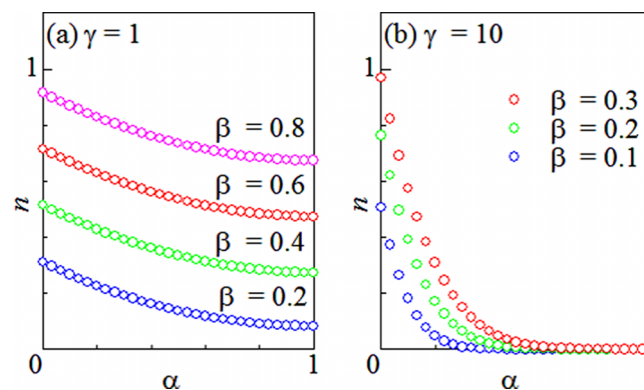 (a) γ = 1
(b) γ = 10
1
1
β = 0.8
β = 0.6
β = 0.4
β = 0.2
β = 0.3
β = 0.2
β = 0.1
n
n
0
1
0
α
α